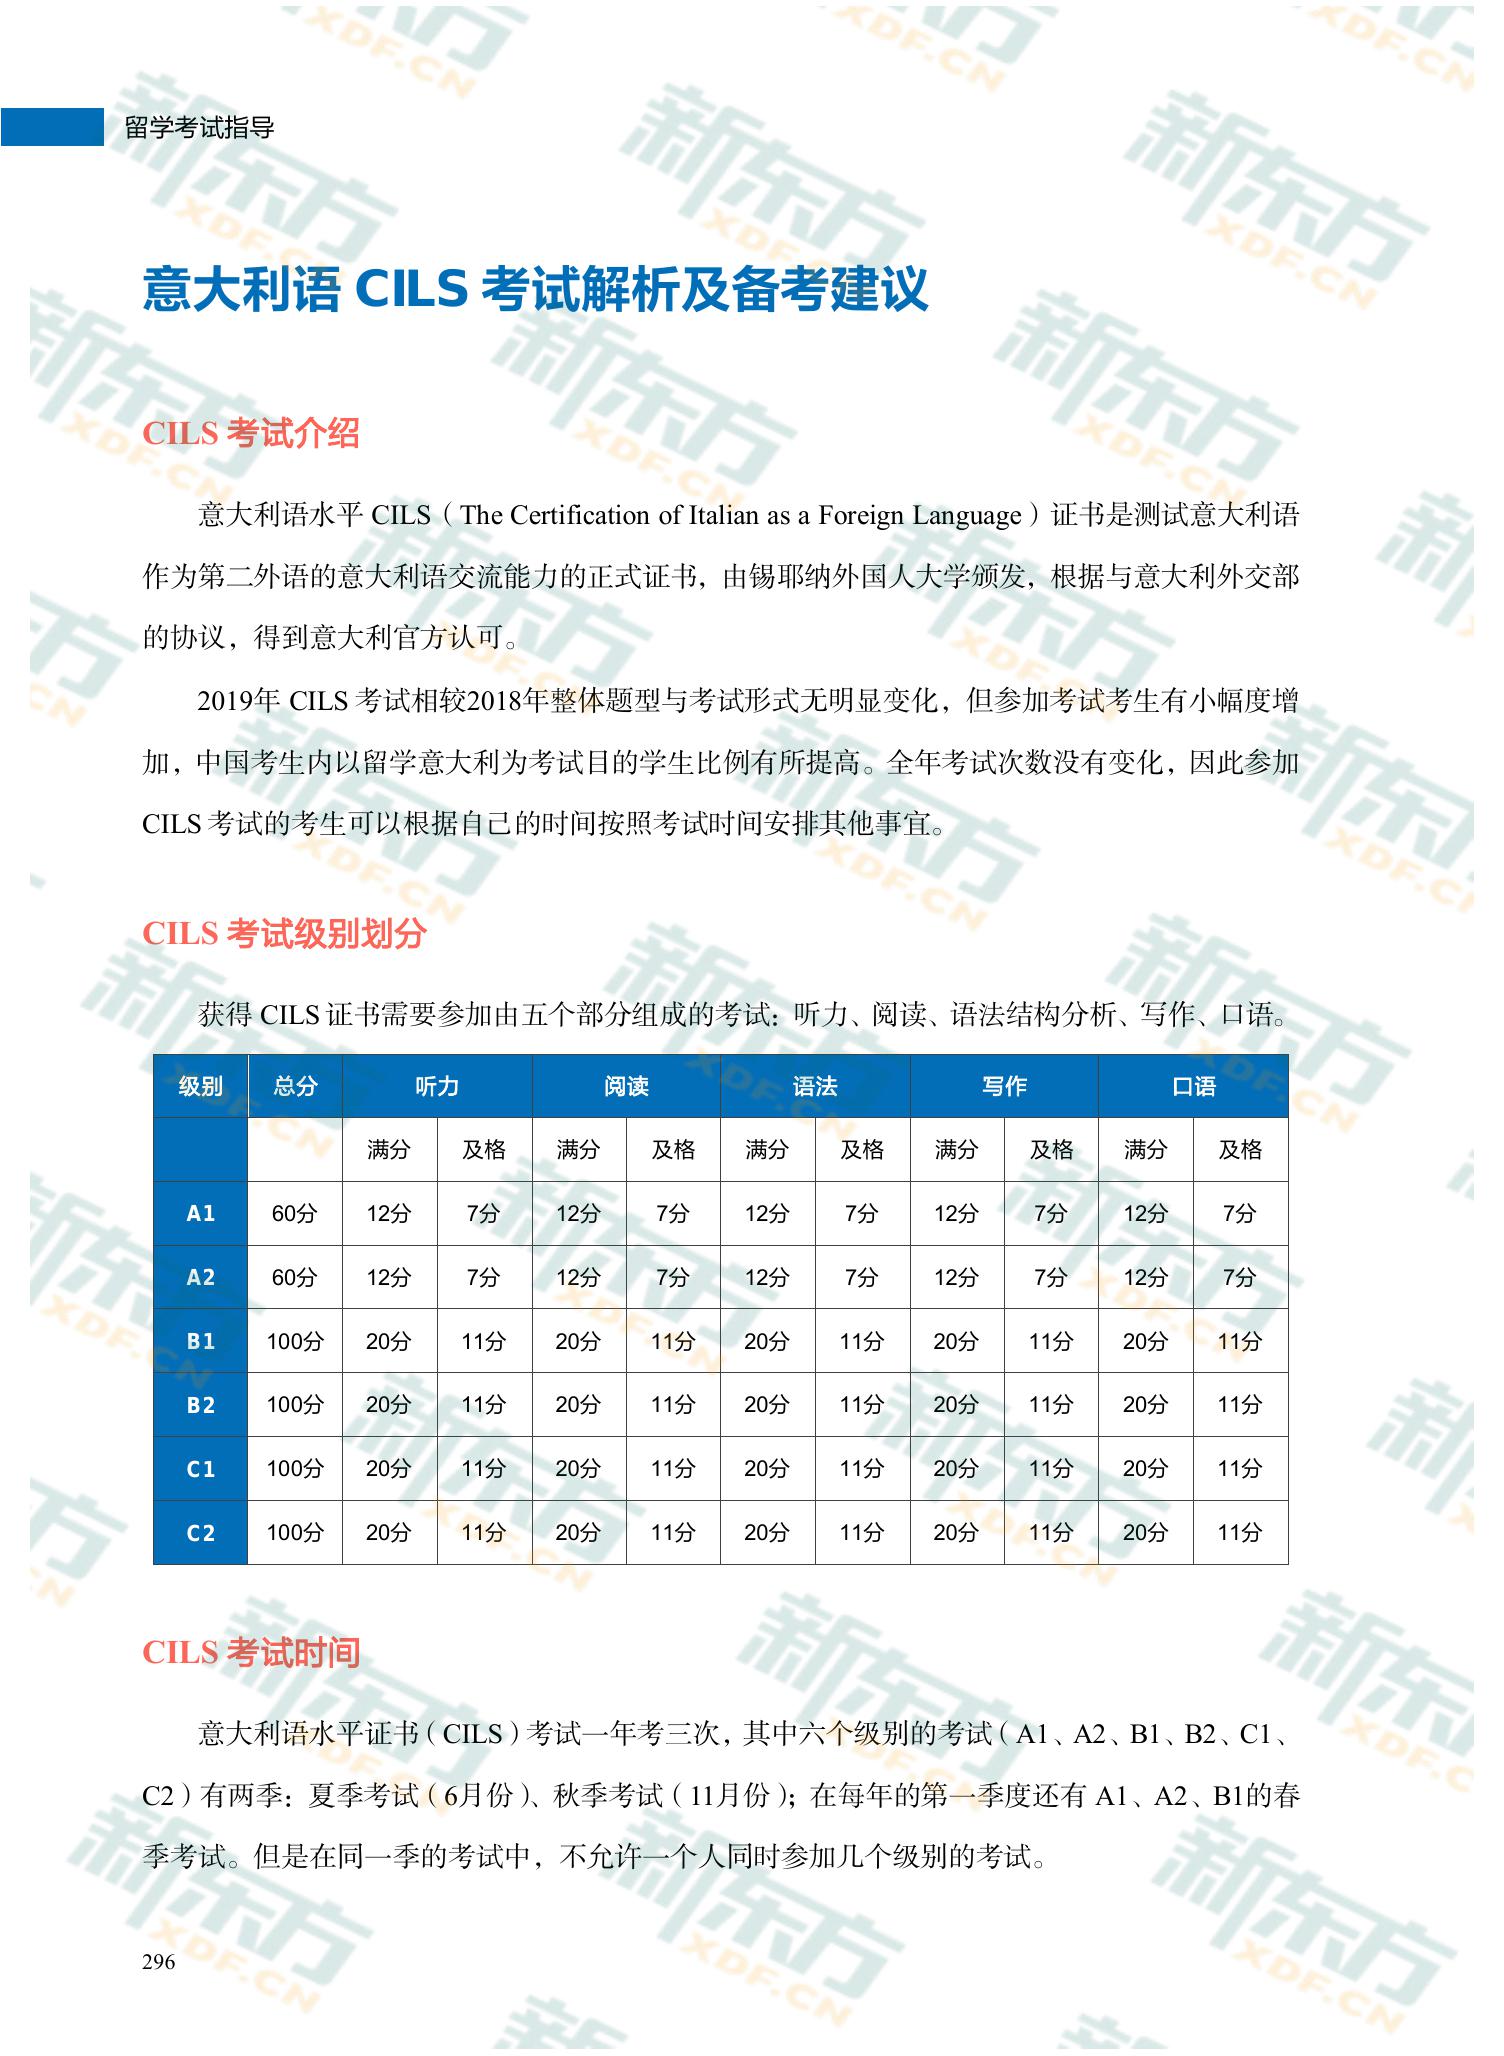 留学考试指导
意大利语 CILS 考试解析及备考建议
CILS 考试介绍
意大利语水平 CILS（The Certification of Italian as a Foreign Language）证书是测试意大利语
作为第二外语的意大利语交流能力的正式证书，由锡耶纳外国人大学颁发，根据与意大利外交部
的协议，得到意大利官方认可。
2019年 CILS 考试相较2018年整体题型与考试形式无明显变化，但参加考试考生有小幅度增
加，中国考生内以留学意大利为考试目的学生比例有所提高。全年考试次数没有变化，因此参加
CILS 考试的考生可以根据自己的时间按照考试时间安排其他事宜。
CILS 考试级别划分
获得 CILS 证书需要参加由五个部分组成的考试：听力、阅读、语法结构分析、写作、口语。
级别 总分 听力 阅读 语法 写作 口语
满分 及格 满分 及格 满分 及格 满分 及格 满分 及格
A1 60分 12分 7分 12分 7分 12分 7分 12分 7分 12分 7分
A2 60分 12分 7分 12分 7分 12分 7分 12分 7分 12分 7分
B1 100分 20分 11分 20分 11分 20分 11分 20分 11分 20分 11分
B2 100分 20分 11分 20分 11分 20分 11分 20分 11分 20分 11分
C1 100分 20分 11分 20分 11分 20分 11分 20分 11分 20分 11分
C2 100分 20分 11分 20分 11分 20分 11分 20分 11分 20分 11分
CILS 考试时间
意大利语水平证书（CILS）考试一年考三次，其中六个级别的考试（A1、A2、B1、B2、C1、
C2）有两季：夏季考试（6月份）、秋季考试（11月份）；在每年的第一季度还有 A1、A2、B1的春
季考试。但是在同一季的考试中，不允许一个人同时参加几个级别的考试。
296
新东方
XDF.CN